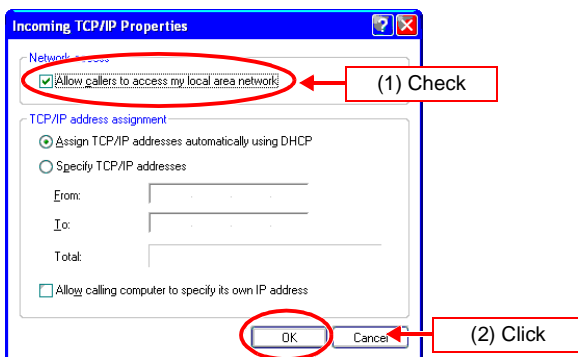 Incoming TCP/IP Properties
Network access
Allow callers to access my local area network
(1) Check
TCP/IP address assignment
Assign TCP/IP addresses automatically using DHCP
Specify TCP/IP addresses
From:
To:
Total:
Allow calling computer to specify its own IP address
OK
Cancel
(2) Click